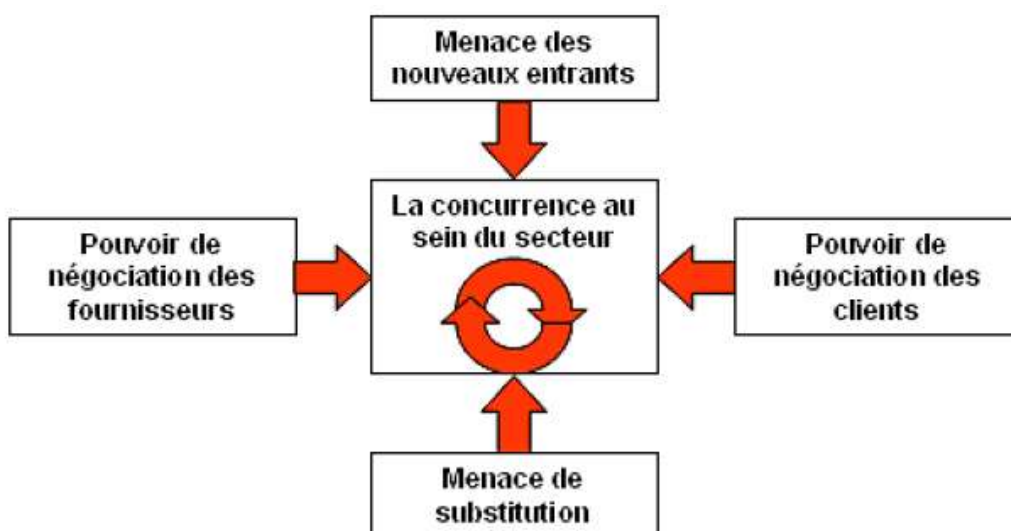 Menace des
nouveaux entrants
La concurrence au
sein du secteur
Pouvoir de
négociation des
fournisseurs
Pouvoir de
négociation des
clients
Menace de
substitution